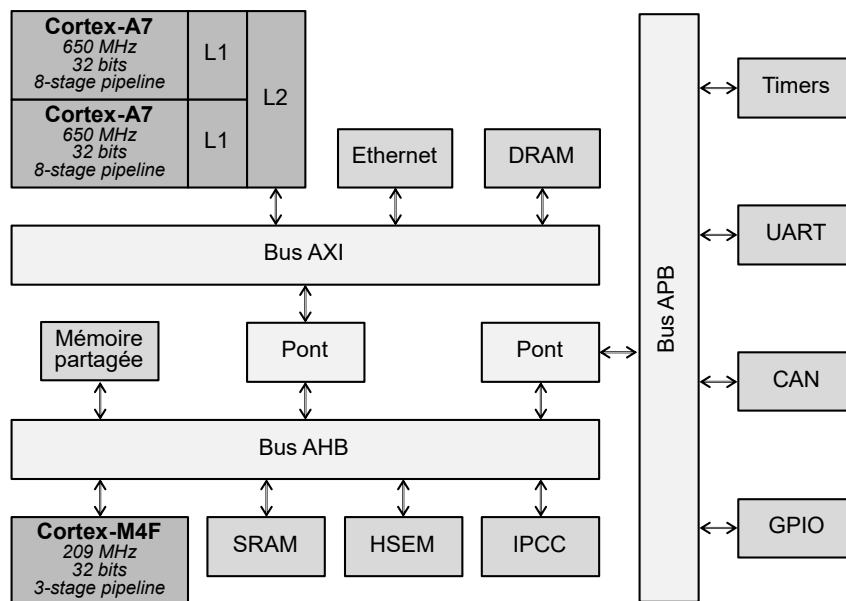 Cortex-A7
650 MHz
32 bits
8-stage pipeline
L1
Cortex-A7
650 MHz
32 bits
8-stage pipeline
L1
L2
Ethernet
DRAM
Bus AXI
Mémoire
partagée
Pont
Pont
Bus AHB
Cortex-M4F
209 MHz
32 bits
3-stage pipeline
SRAM
HSEM
IPCC
Bus APB
Timers
UART
CAN
GPIO